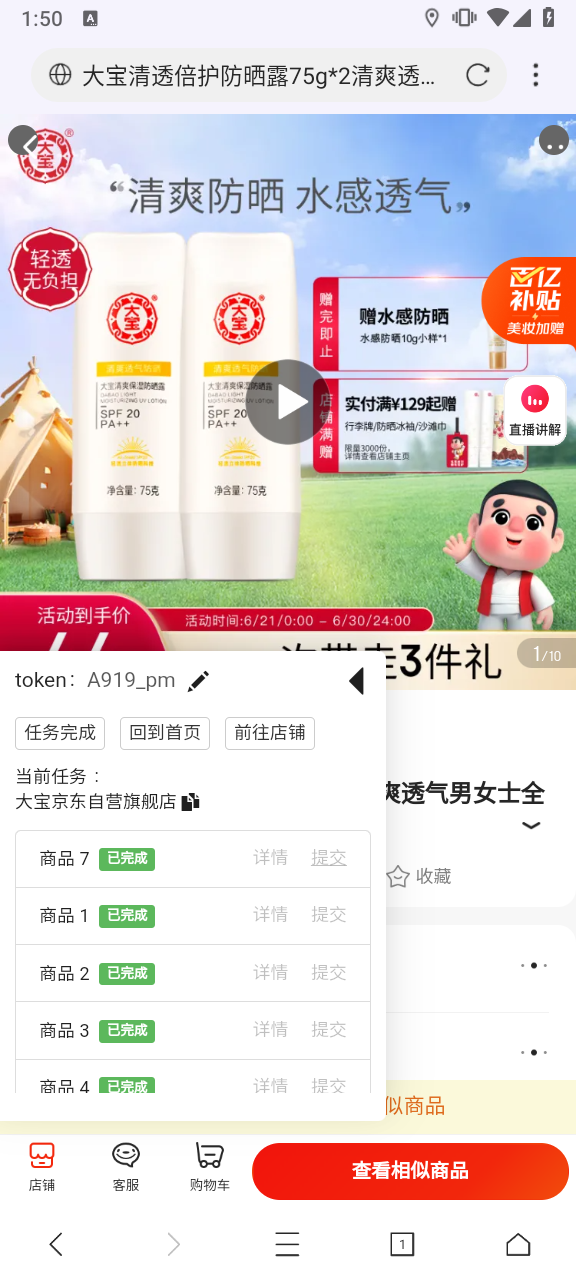 1:50
A
大宝清透倍护防晒露75g*2清爽透...
大宝
“清爽防晒 水感透气”
轻透
无负担
百亿
补贴
美妆加赠
赠完即止
赠水感防晒
水感防晒10g小样*1
大宝
大宝
清爽透气防晒
清爽透气防晒
大宝清爽保湿防晒露
大宝清爽保湿防晒露
DABAO LIGHT
MOISTURIZING UV LOTION
SPF 20
PA++
SPF 20
PA++
店铺满赠
实付满¥129起赠
行李牌/防晒冰袖/沙滩巾
限量3000份,
详情查看店铺主页
直播讲解
净含量: 75克
净含量: 75克
活动到手价
活动时间:6/21/0:00 - 6/30/24:00
3件礼
1/10
token: A919_pm
任务完成
回到首页
前往店铺
当前任务：
大宝京东自营旗舰店
爽透气男女士全
商品 7 已完成 详情 提交
收藏
商品 1 已完成 详情 提交
商品 2 已完成 详情 提交
商品 3 已完成 详情 提交
商品 4 已完成 详情 提交
似商品
店铺
客服
购物车
查看相似商品
1